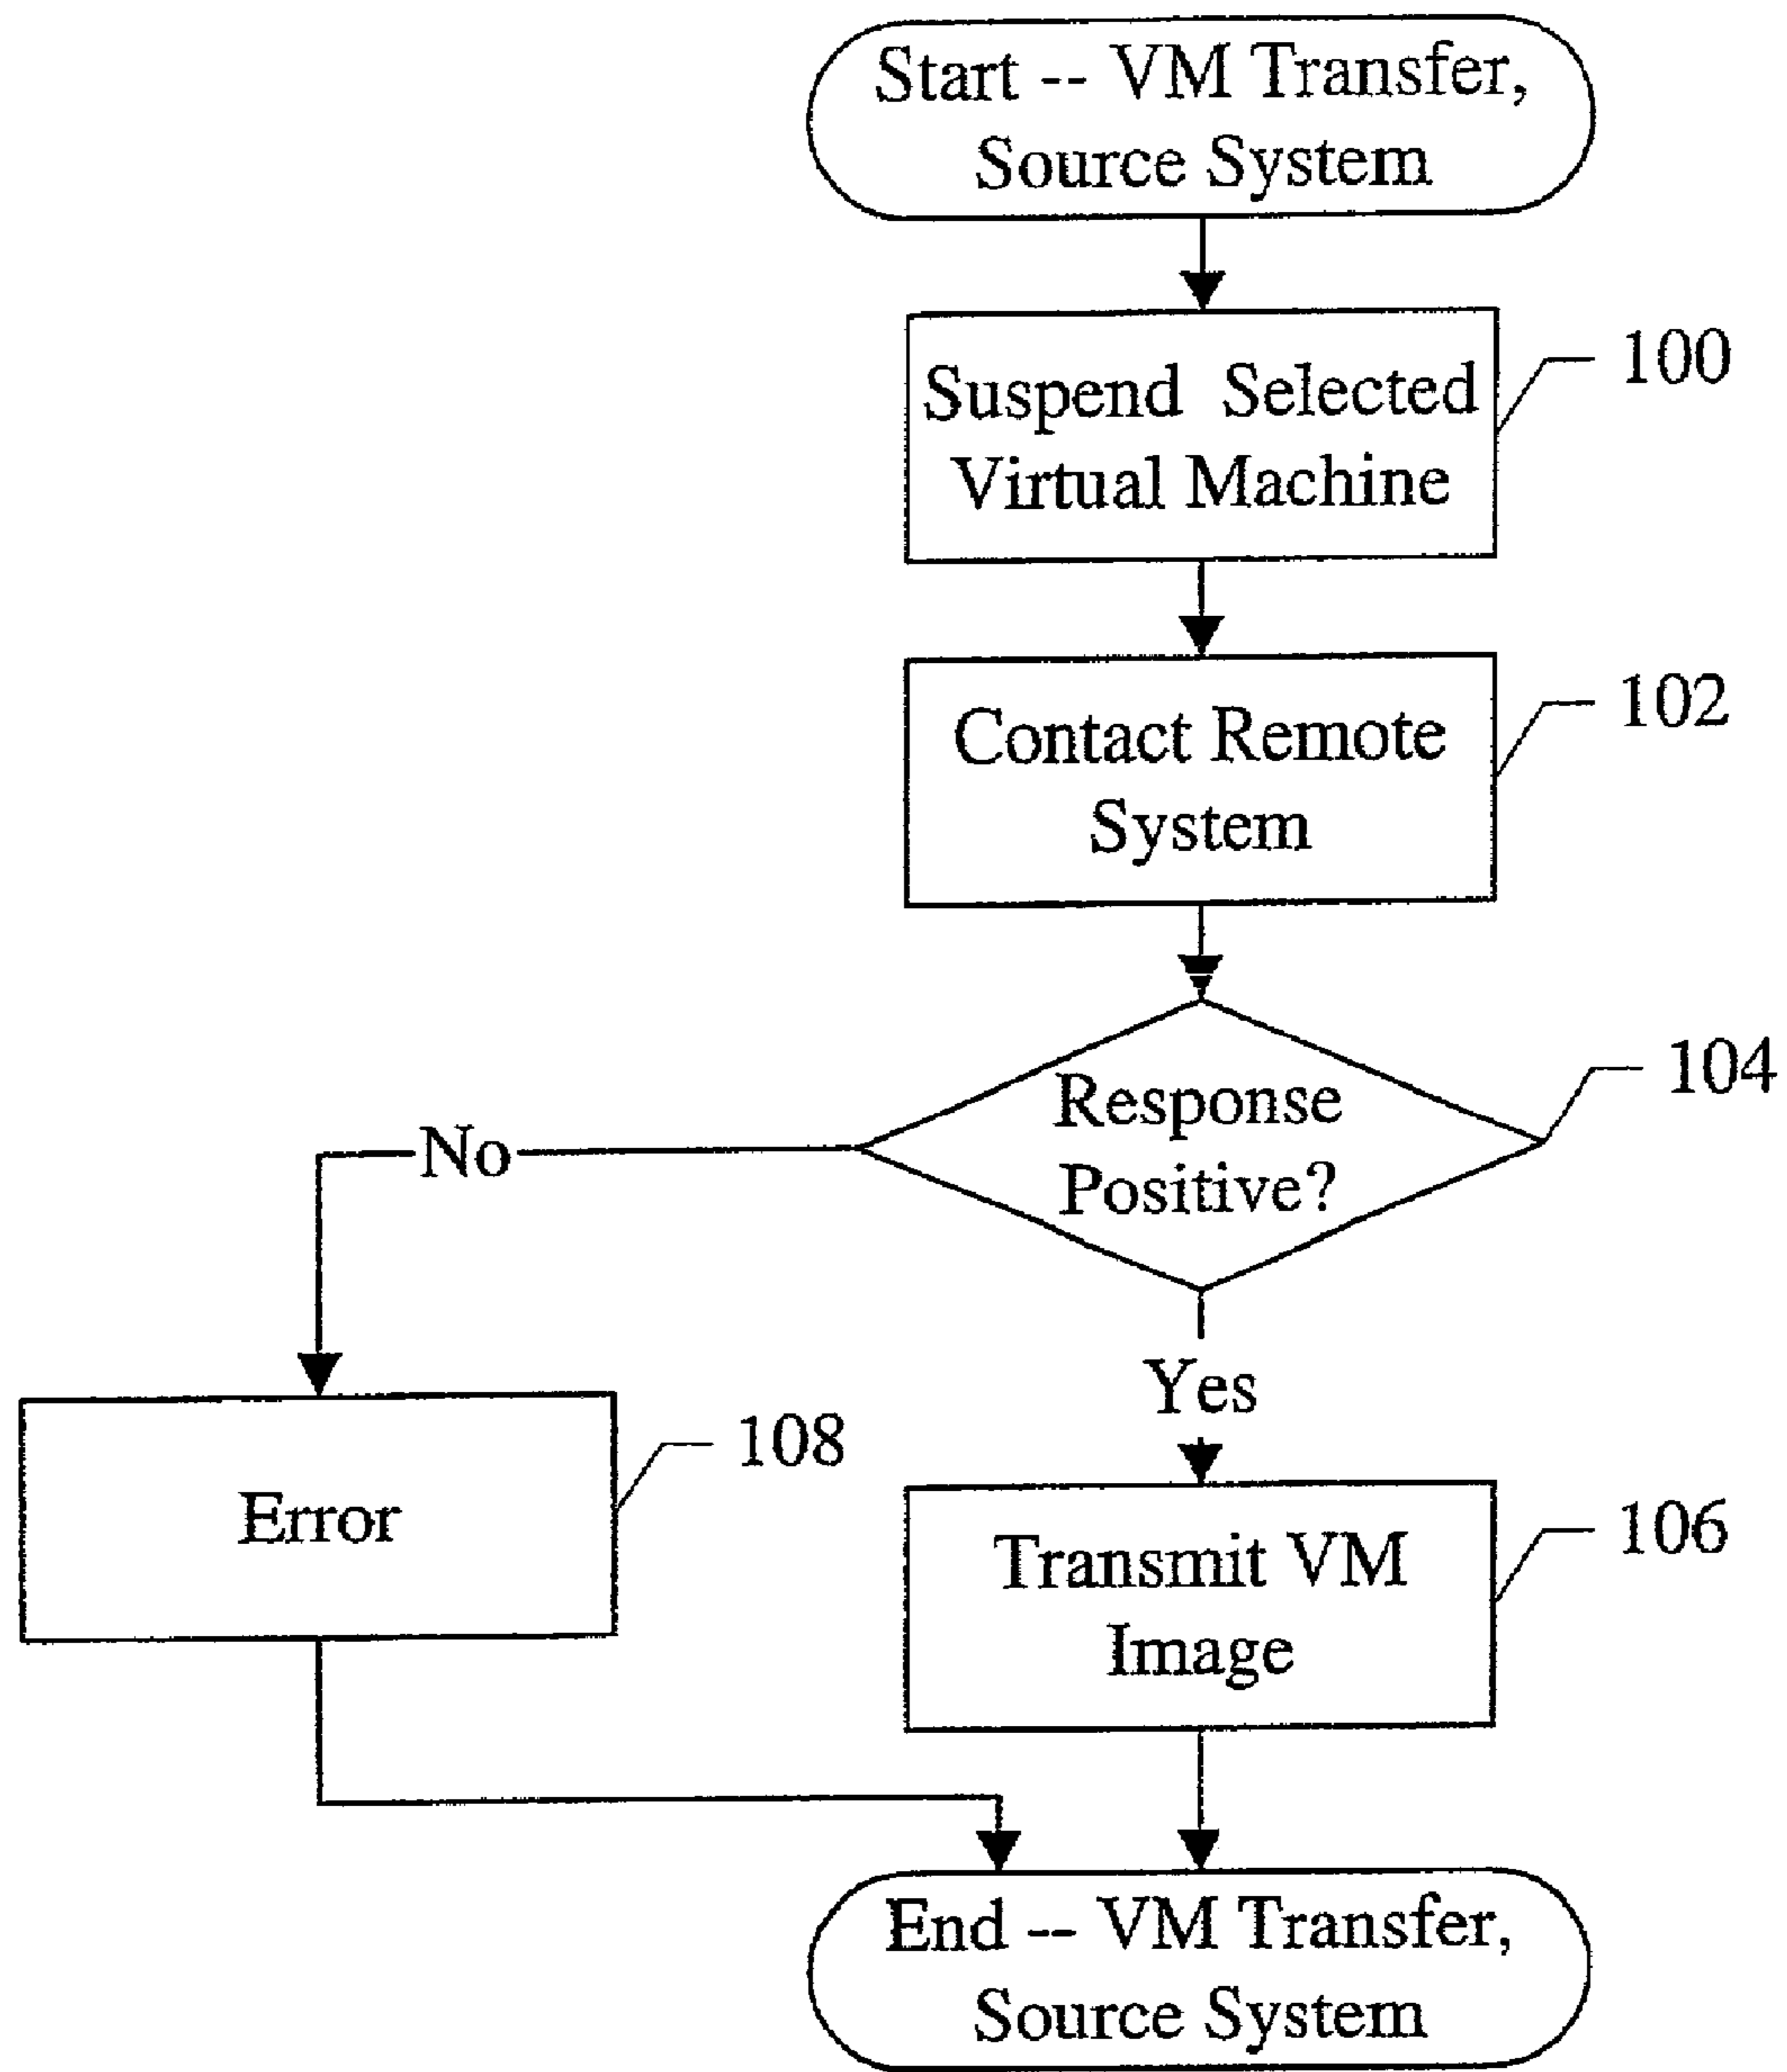 Start -- VM Transfer,
Source System
Suspend Selected
Virtual Machine
100
Contact Remote
System
102
Response
Positive?
104
No
Yes
Error
108
Transmit VM
Image
106
End -- VM Transfer,
Source System